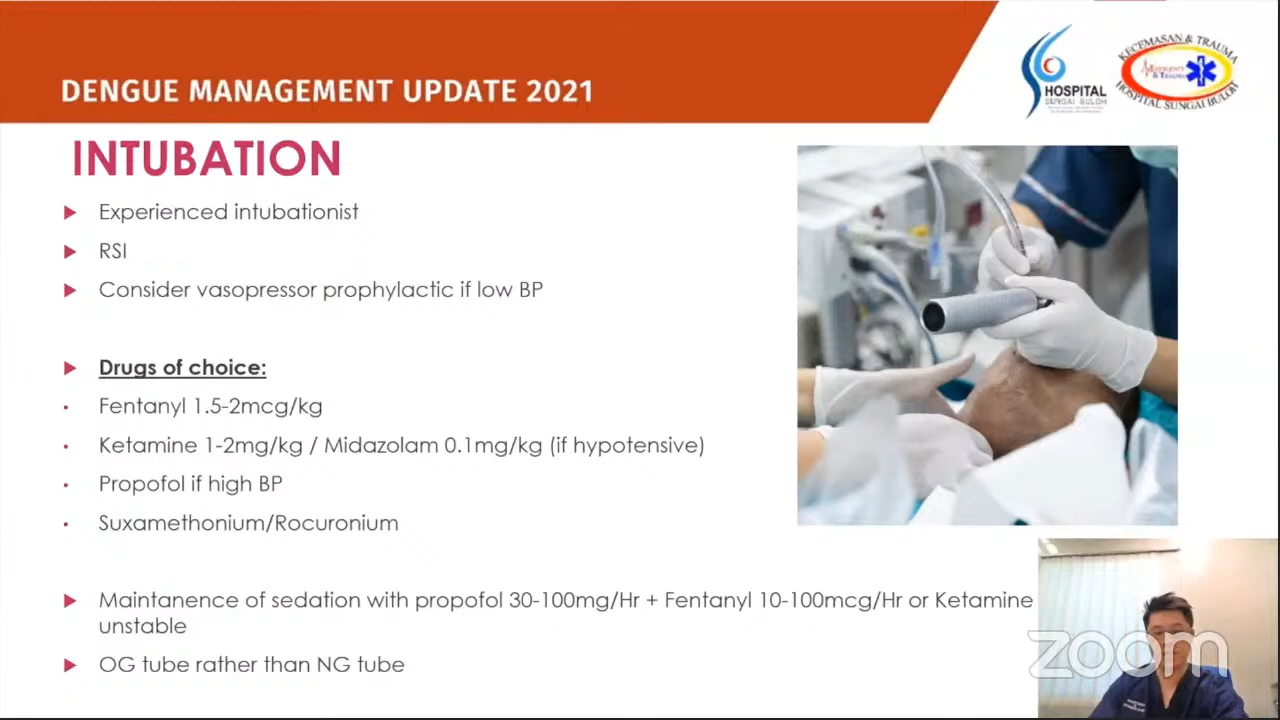 DENGUE MANAGEMENT UPDATE 2021
HOSPITAL
SUNGAI BULOH
KECEMASAN & TRAUMA
EMERGENCY
& TRAUMA
HOSPITAL SUNGAI BULOH
INTUBATION
Experienced intubationist
RSI
Consider vasopressor prophylactic if low BP
Drugs of choice:
Fentanyl 1.5-2mcg/kg
Ketamine 1-2mg/kg / Midazolam 0.1mg/kg (if hypotensive)
Propofol if high BP
Suxamethonium/Rocuronium
Maintanence of sedation with propofol 30-100mg/Hr + Fentanyl 10-100mcg/Hr or Ketamine
unstable
OG tube rather than NG tube
zoom